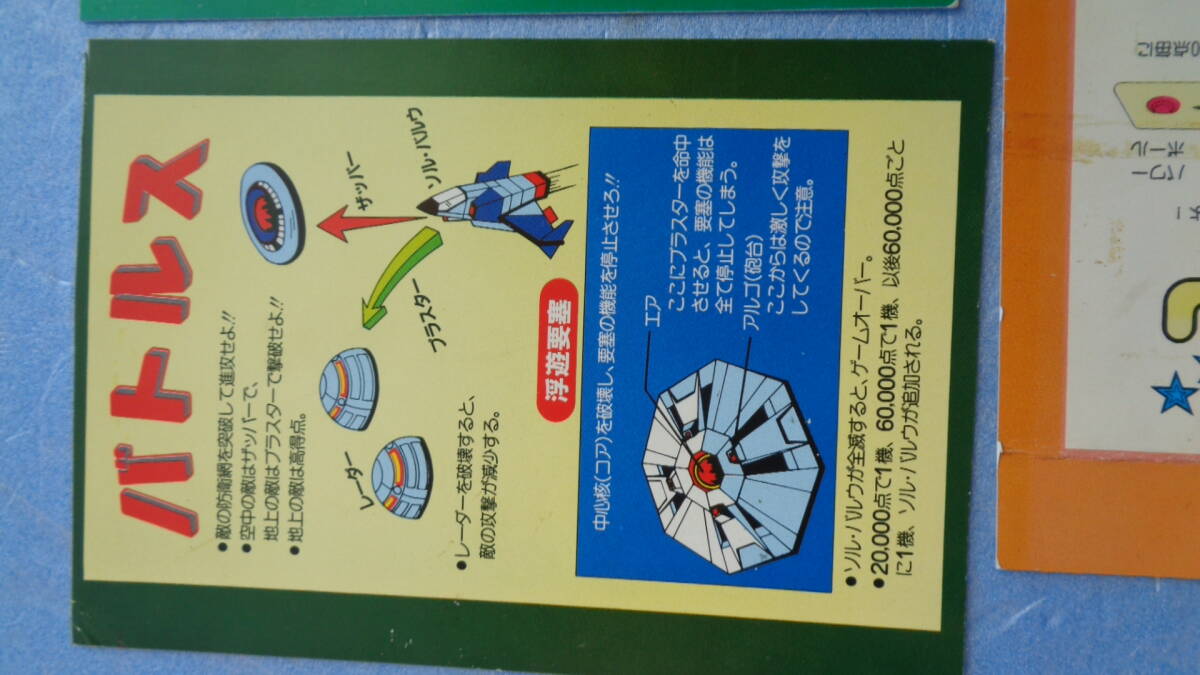 バトルス
●敵の防衛網を突破して進攻せよ!!
●空中の敵はザッパーで、
地上の敵はブラスターで撃破せよ!!
●地上の敵は高得点。
ザッパー
ソル・バルウ
ブラスター
レーダー
●レーダーを破壊すると、
敵の攻撃が減少する。
浮遊要塞
中心核(コア)を破壊し、要塞の機能を停止させろ!!
エア
ここにブラスターを命中
させると、要塞の機能は
全て停止してしまう。
アルゴ(砲台)
ここからは激しく攻撃を
してくるので注意。
●ソル・バルウが全滅すると、ゲームオーバー。
●20,000点で1機、60,000点で1機、以後60,000点ごと
に1機、ソル・バルウが追加される。
パワー
ボール